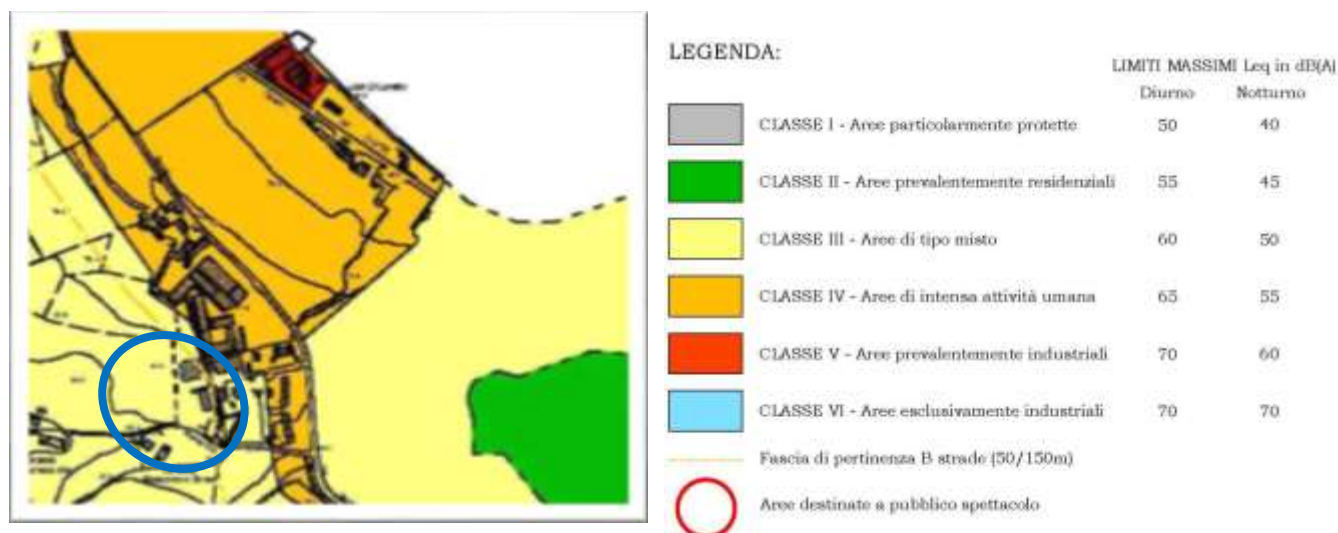 LEGENDA:
LIMITI MASSIMI Leq in dB(A)
Diurno Notturno
CLASSE I - Aree particolarmente protette 50 40
CLASSE II - Aree prevalentemente residenziali 55 45
CLASSE III - Aree di tipo misto 60 50
CLASSE IV - Aree di intensa attività umana 65 55
CLASSE V - Aree prevalentemente industriali 70 60
CLASSE VI - Aree esclusivamente industriali 70 70
Fascia di pertinenza B strade (50/150m)
Aree destinate a pubblico spettacolo